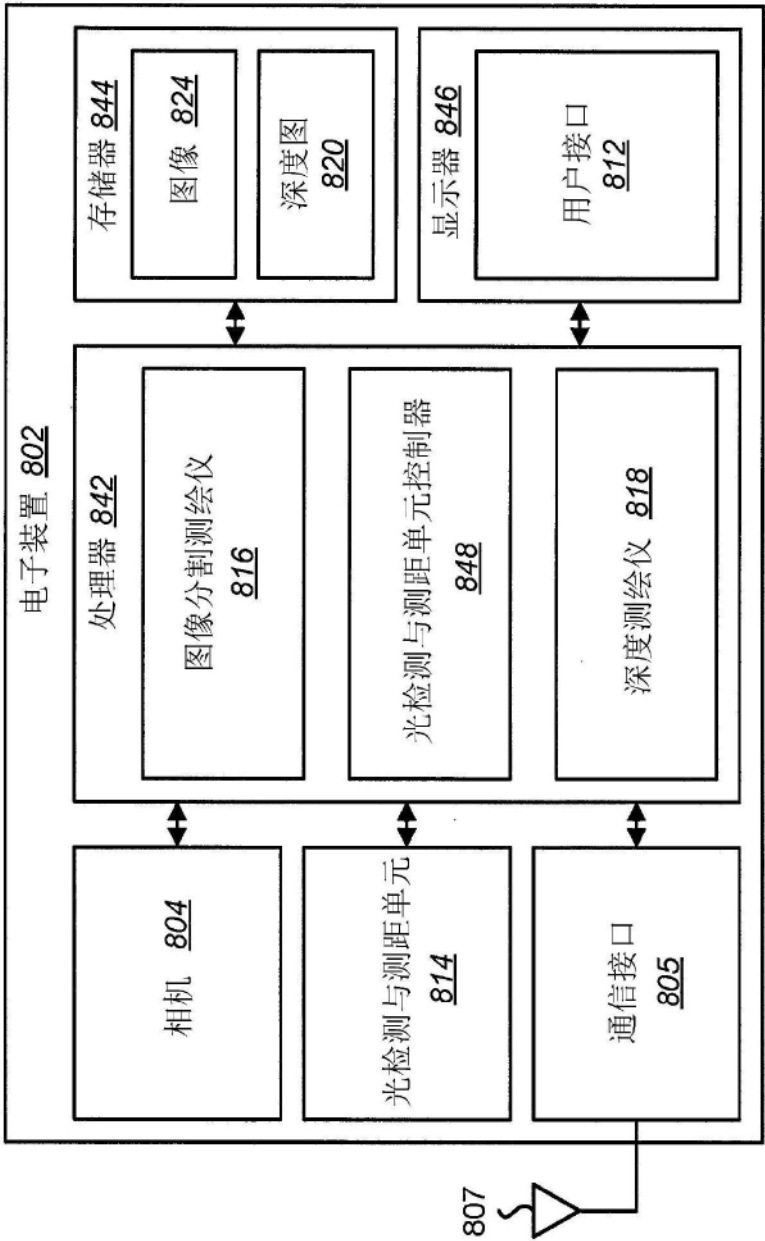 电子装置 802
相机 804
光检测与测距单元
814
通信接口
805
807
处理器 842
图像分割测绘仪
816
光检测与测距单元控制器
848
深度测绘仪 818
存储器 844
图像 824
深度图
820
显示器 846
用户接口
812